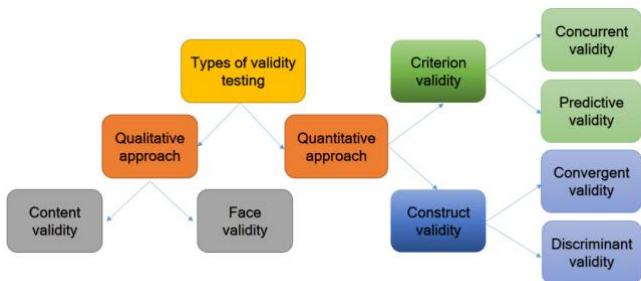 Types of validity
testing
Qualitative
approach
Quantitative
approach
Content
validity
Face
validity
Criterion
validity
Construct
validity
Concurrent
validity
Predictive
validity
Convergent
validity
Discriminant
validity